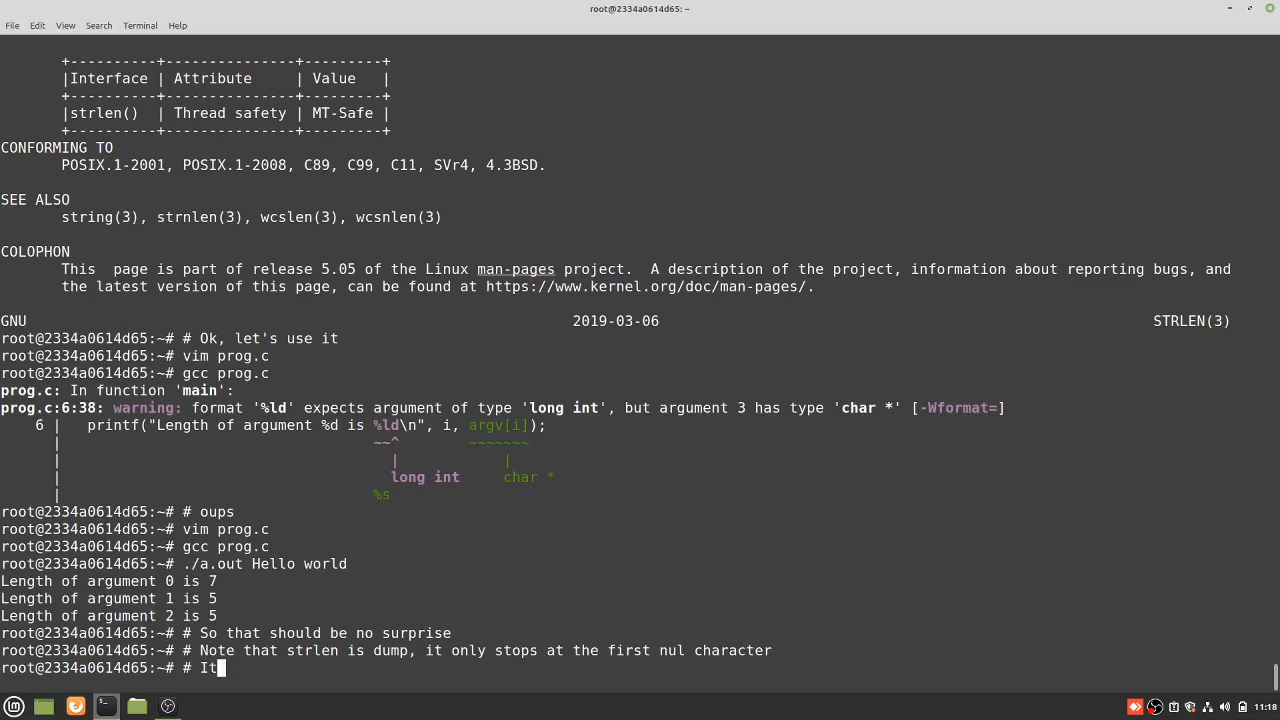 root@2334a0614d65: ~
File Edit View Search Terminal Help
+----------+---------------+---------+
|Interface | Attribute     | Value   |
+----------+---------------+---------+
|strlen()  | Thread safety | MT-Safe |
+----------+---------------+---------+
CONFORMING TO
POSIX.1-2001, POSIX.1-2008, C89, C99, C11, SVr4, 4.3BSD.
SEE ALSO
string(3), strnlen(3), wcslen(3), wcsnlen(3)
COLOPHON
This  page is part of release 5.05 of the Linux man-pages project.  A description of the project, information about reporting bugs, and
the latest version of this page, can be found at https://www.kernel.org/doc/man-pages/.
GNU 2019-03-06 STRLEN(3)
root@2334a0614d65:~# # Ok, let's use it
root@2334a0614d65:~# vim prog.c
root@2334a0614d65:~# gcc prog.c
prog.c: In function 'main':
prog.c:6:38: warning: format '%ld' expects argument of type 'long int', but argument 3 has type 'char *' [-Wformat=]
    6 |   printf("Length of argument %d is %ld\n", i, argv[i]);
      |                                    ~~^        ~~~~~~~
      |                                      |            |
      |                                      long int     char *
      |                                    %s
root@2334a0614d65:~# # oups
root@2334a0614d65:~# vim prog.c
root@2334a0614d65:~# gcc prog.c
root@2334a0614d65:~# ./a.out Hello world
Length of argument 0 is 7
Length of argument 1 is 5
Length of argument 2 is 5
root@2334a0614d65:~# # So that should be no surprise
root@2334a0614d65:~# # Note that strlen is dump, it only stops at the first nul character
root@2334a0614d65:~# # It
11:18